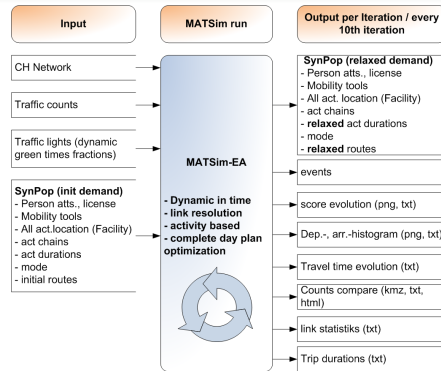 Input
MATSim run
Output per Iteration / every
10th iteration
CH Network
Traffic counts
Traffic lights (dynamic
green times fractions)
SynPop (init demand)
- Person atts., license
- Mobility tools
- All act.location (Facility)
- act chains
- act durations
- mode
- initial routes
MATSim-EA
- Dynamic in time
- link resolution
- activity based
- complete day plan
optimization
SynPop (relaxed demand)
- Person atts., license
- Mobility tools
- All act. location (Facility)
- act chains
- relaxed act durations
- mode
- relaxed routes
events
score evolution (png, txt)
Dep.-, arr.-histogram (png, txt)
Travel time evolution (txt)
Counts compare (kmz, txt,
html)
link statistiks (txt)
Trip durations (txt)